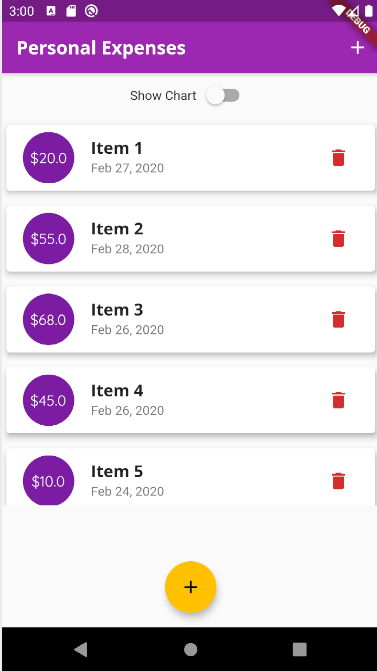 3:00
DEBUG
Personal Expenses
Show Chart
$20.0
Item 1
Feb 27, 2020
$55.0
Item 2
Feb 28, 2020
$68.0
Item 3
Feb 26, 2020
$45.0
Item 4
Feb 26, 2020
$10.0
Item 5
Feb 24, 2020